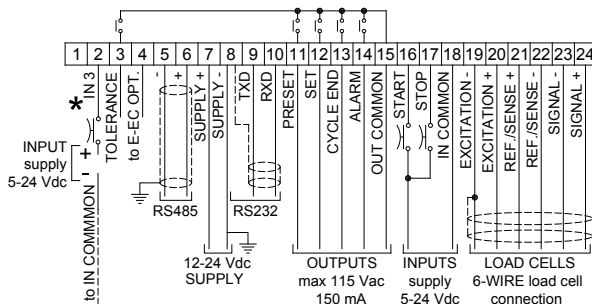 1 2 3 4 5 6 7 8 9 10 11 12 13 14 15 16 17 18 19 20 21 22 23 24
*
IN 3
TOLERANCE
to E-EC OPT.
-
+
SUPPLY +
SUPPLY -
TXD
RXD
PRESET
SET
CYCLE END
ALARM
OUT COMMON
START
STOP
IN COMMON
EXCITATION -
EXCITATION +
REF./SENSE +
REF./SENSE -
SIGNAL -
SIGNAL +
INPUT
supply
5-24 Vdc
+
-
to IN COMMMON
RS485
RS232
12-24 Vdc
SUPPLY
OUTPUTS
max 115 Vac
150 mA
INPUTS
supply
5-24 Vdc
LOAD CELLS
6-WIRE load cell
connection